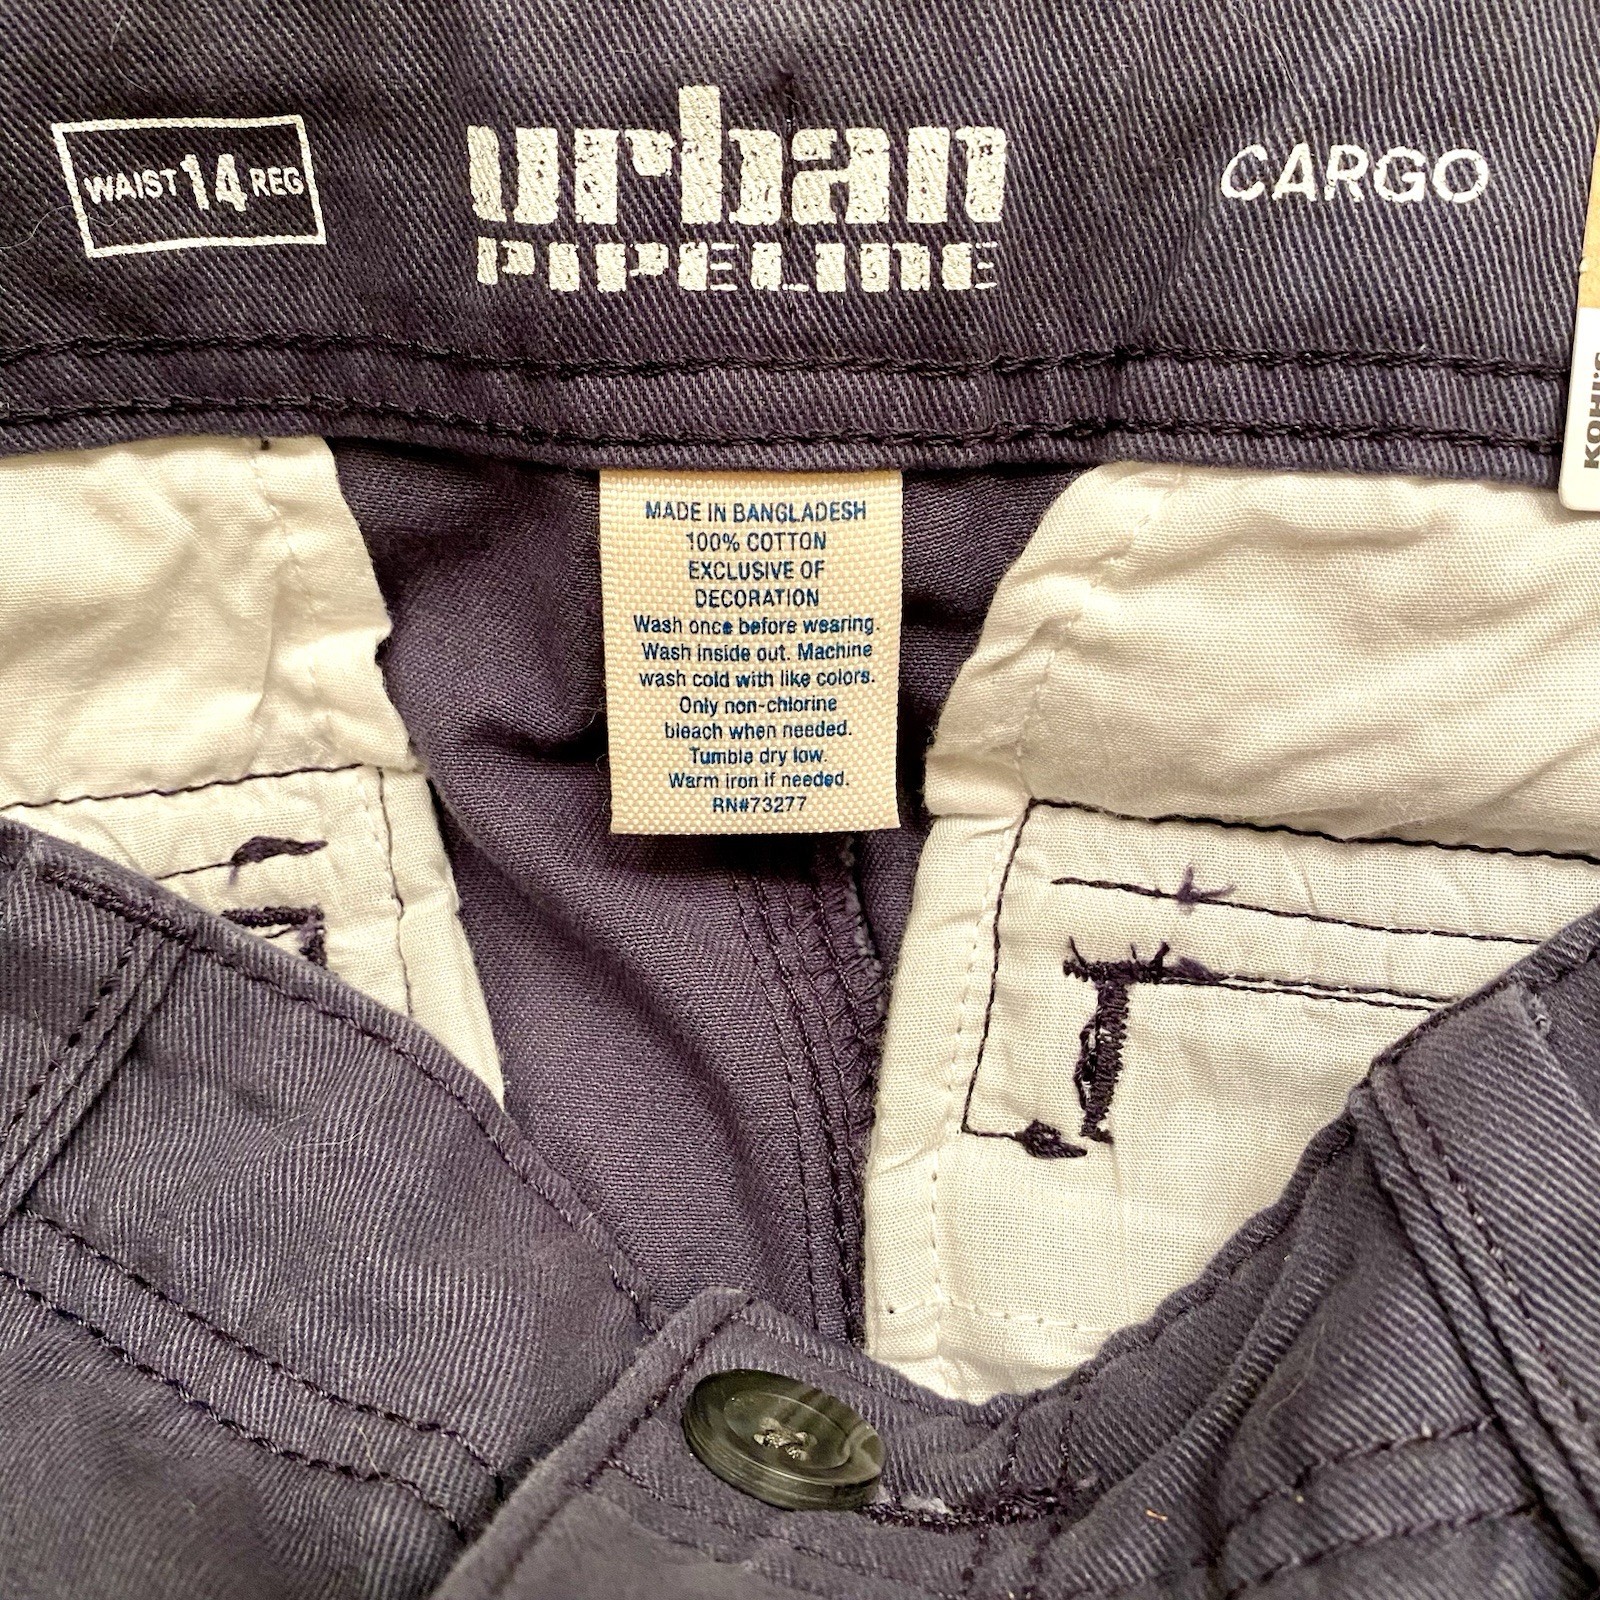 WAIST 14 REG
urban
PIPELINE
CARGO
KOHL'S
MADE IN BANGLADESH
100% COTTON
EXCLUSIVE OF
DECORATION
Wash once before wearing.
Wash inside out. Machine
wash cold with like colors.
Only non-chlorine
bleach when needed.
Tumble dry low.
Warm iron if needed.
RN#73277